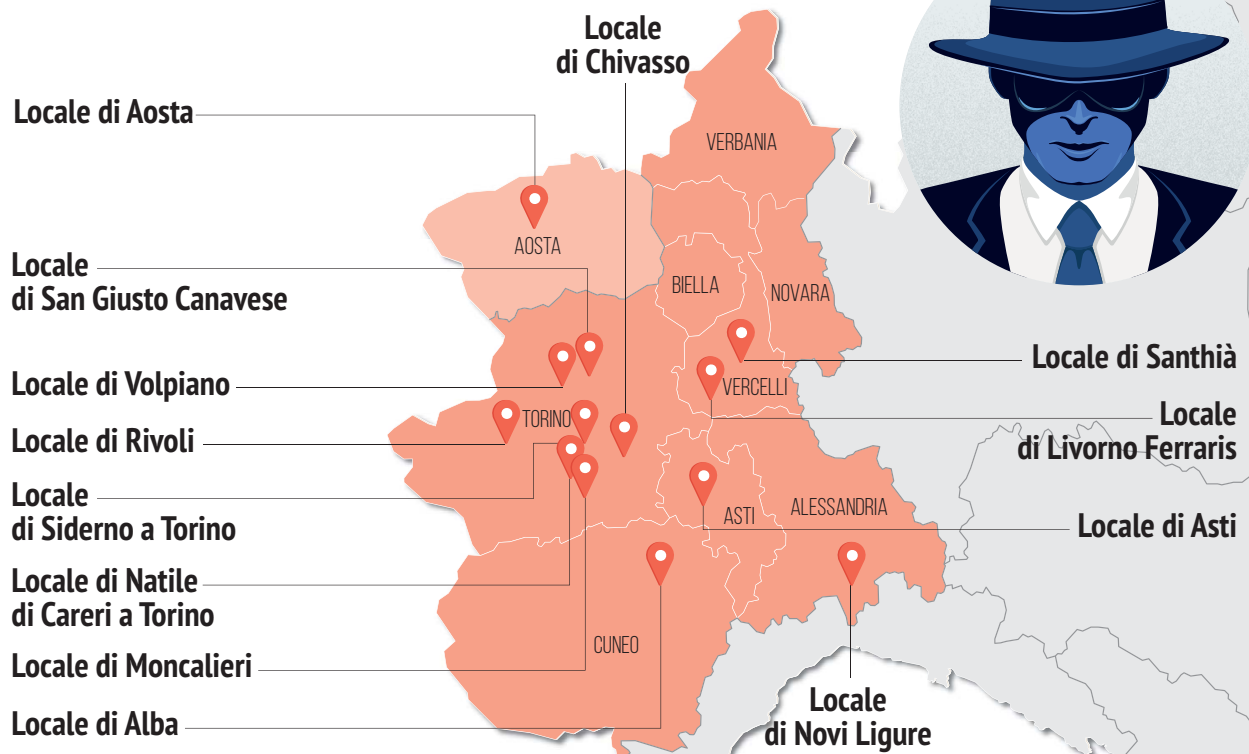 Locale
di Chivasso
Locale di Aosta
VERBANIA
AOSTA
Locale
di San Giusto Canavese
BIELLA
NOVARA
Locale di Santhià
Locale di Volpiano
VERCELLI
Locale di Rivoli
TORINO
Locale
di Livorno Ferraris
Locale
di Siderno a Torino
ALESSANDRIA
ASTI
Locale di Asti
Locale di Natile
di Careri a Torino
CUNEO
Locale di Moncalieri
Locale di Alba
Locale
di Novi Ligure